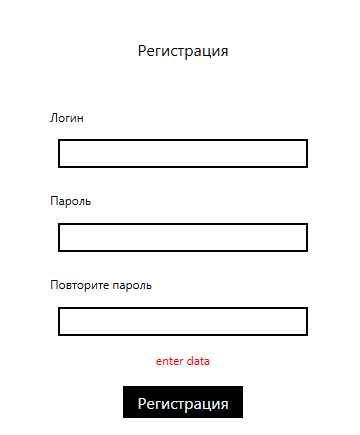 Регистрация
Логин
Пароль
Повторите пароль
enter data
Регистрация